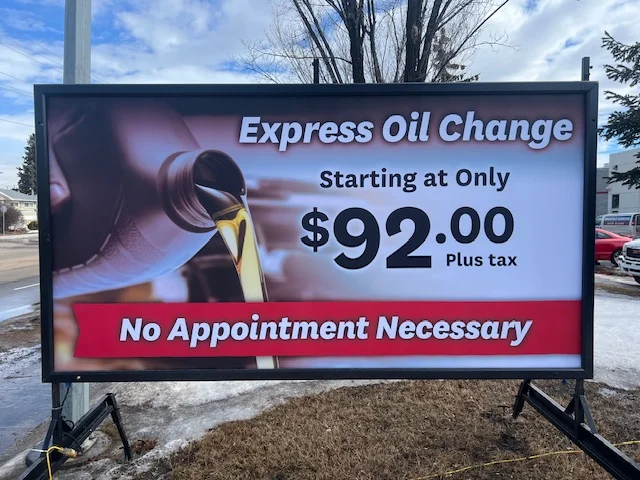 Express Oil Change
Starting at Only
$92.00
Plus tax
No Appointment Necessary